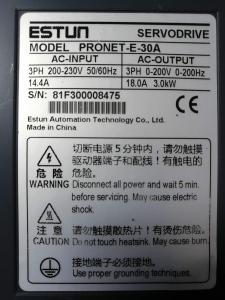 ESTUN SERVODRIVE
MODEL PRONET-E-30A
AC-INPUT AC-OUTPUT
3PH 200-230V 50/60Hz 3PH 0-200V 0-200Hz
14.4A 18.0A 3.0kW
S/N: 81F300008475
Estun Automation Technology Co., Ltd.
Made in China
危险 切断电源5分钟内，请勿触摸
驱动器端子和配线！有触电的
危险。
WARNING Disconnect all power and wait 5 min.
before servicing. May cause electric
shock.
注意 请勿触摸散热片！有烫伤危险。
CAUTION Do not touch heatsink. May cause burn.
接地端子必须接地。
Use proper grounding techniques.